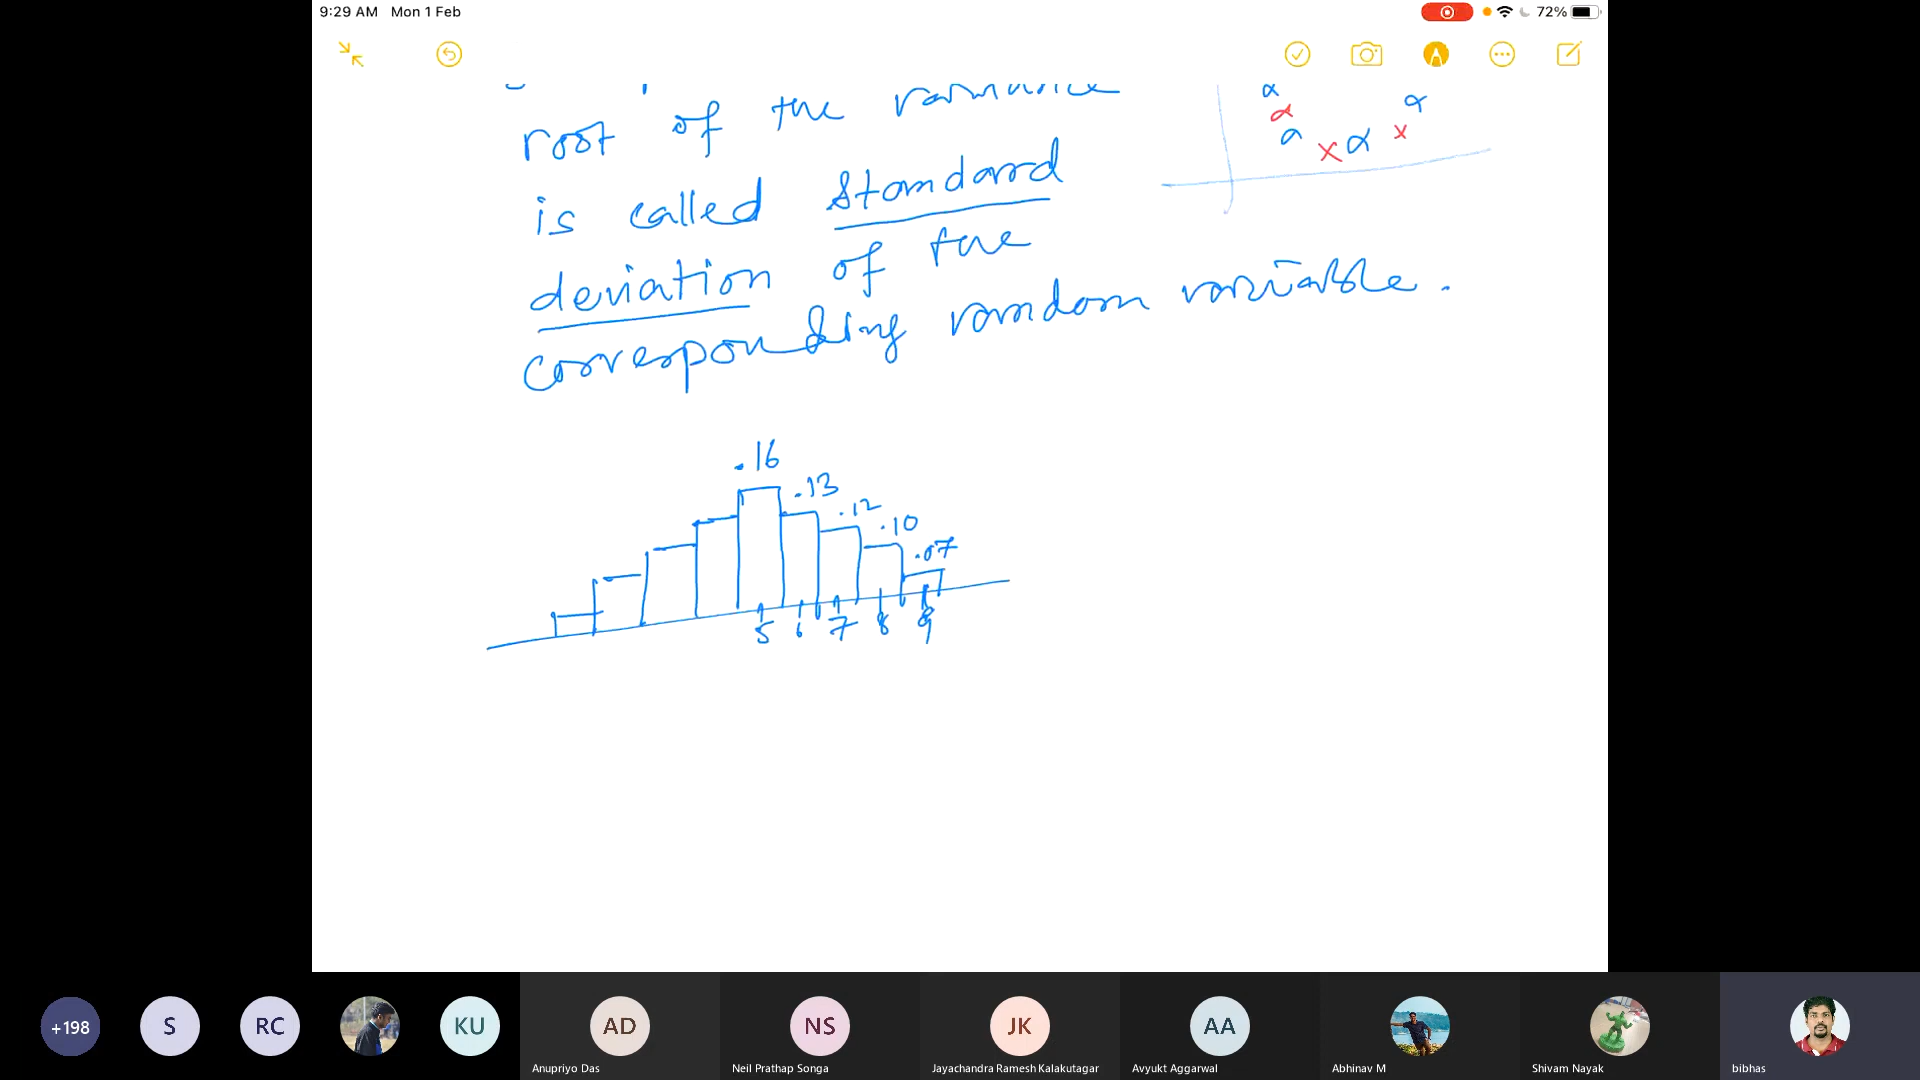 9:29 AM Mon 1 Feb
72%
root of the variance
is called standard
deviation of the
corresponding random variable.
α α
α
α x α x
.16
.13
.12
.10
.07
5 6 7 8 9
+198 S RC KU AD NS JK AA
Anupriyo Das Neil Prathap Songa Jayachandra Ramesh Kalakutagar Avyukt Aggarwal Abhinav M Shivam Nayak bibhas